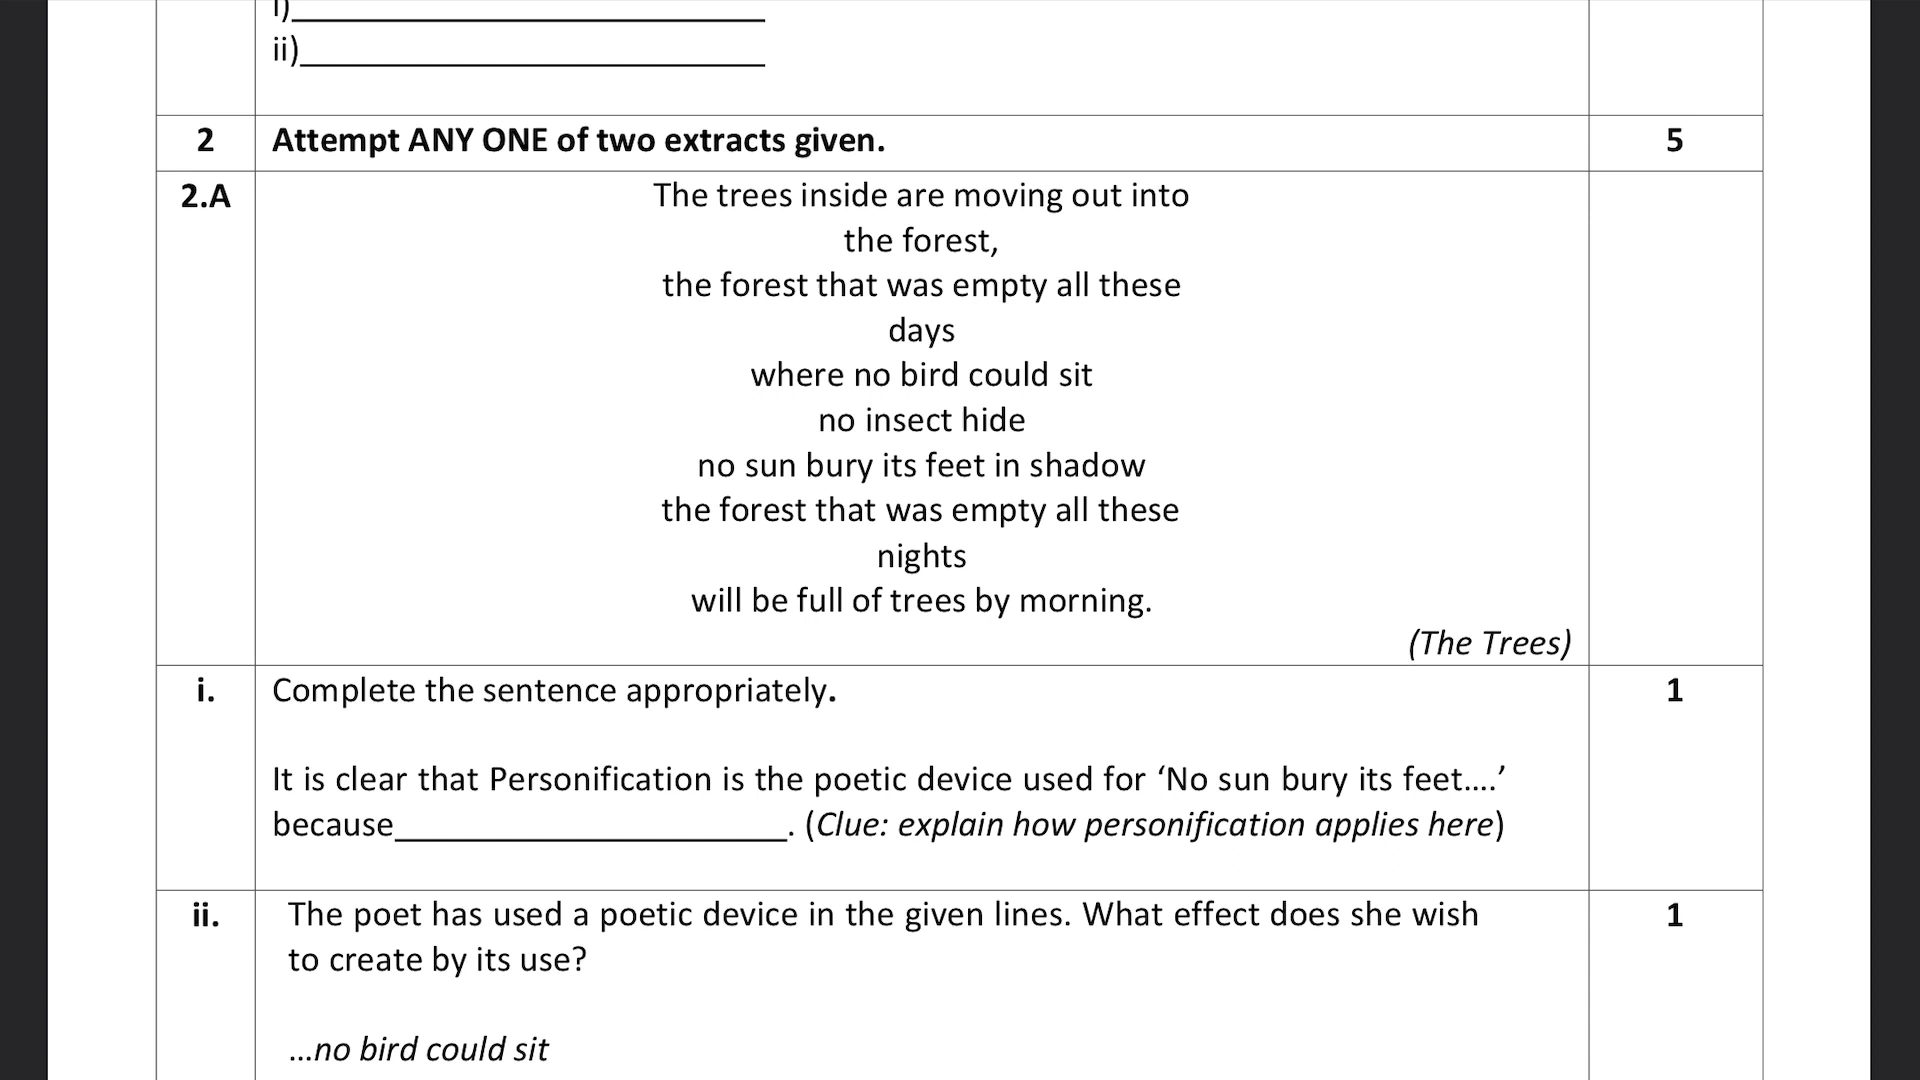 i)
ii)
2 Attempt ANY ONE of two extracts given. 5
2.A The trees inside are moving out into
the forest,
the forest that was empty all these
days
where no bird could sit
no insect hide
no sun bury its feet in shadow
the forest that was empty all these
nights
will be full of trees by morning.
(The Trees)
i. Complete the sentence appropriately. 1
It is clear that Personification is the poetic device used for ‘No sun bury its feet....’
because____________________. (Clue: explain how personification applies here)
ii. The poet has used a poetic device in the given lines. What effect does she wish 1
to create by its use?
...no bird could sit